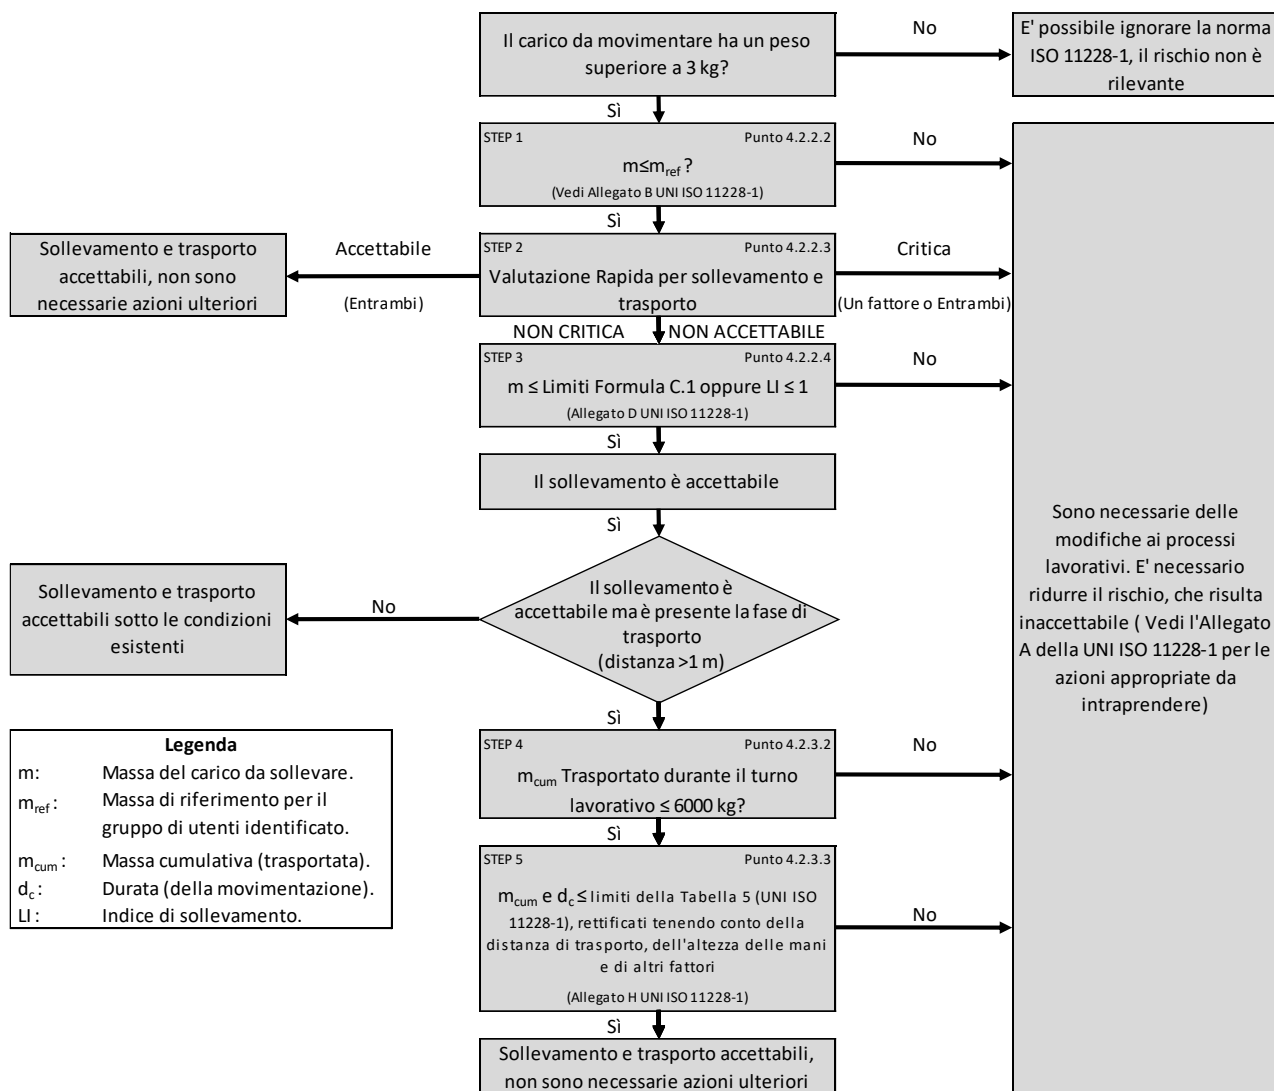 Il carico da movimentare ha un peso
superiore a 3 kg?
No
E' possibile ignorare la norma
ISO 11228-1, il rischio non è
rilevante
Sì
STEP 1 Punto 4.2.2.2
m≤mref ?
(Vedi Allegato B UNI ISO 11228-1)
No
Sì
Sollevamento e trasporto
accettabili, non sono
necessarie azioni ulteriori
Accettabile
(Entrambi)
STEP 2 Punto 4.2.2.3
Valutazione Rapida per sollevamento e
trasporto
Critica
(Un fattore o Entrambi)
NON CRITICA NON ACCETTABILE
STEP 3 Punto 4.2.2.4
m ≤ Limiti Formula C.1 oppure LI ≤ 1
(Allegato D UNI ISO 11228-1)
No
Sì
Il sollevamento è accettabile
Sì
Il sollevamento è
accettabile ma è presente la fase di
trasporto
(distanza >1 m)
No
Sollevamento e trasporto
accettabili sotto le condizioni
esistenti
Sono necessarie delle
modifiche ai processi
lavorativi. E' necessario
ridurre il rischio, che risulta
inaccettabile ( Vedi l'Allegato
A della UNI ISO 11228-1 per le
azioni appropriate da
intraprendere)
Sì
STEP 4 Punto 4.2.3.2
mcum Trasportato durante il turno
lavorativo ≤ 6000 kg?
No
Sì
STEP 5 Punto 4.2.3.3
mcum e dc ≤ limiti della Tabella 5 (UNI ISO
11228-1), rettificati tenendo conto della
distanza di trasporto, dell'altezza delle mani
e di altri fattori
(Allegato H UNI ISO 11228-1)
No
Sì
Sollevamento e trasporto accettabili,
non sono necessarie azioni ulteriori
Legenda
m: Massa del carico da sollevare.
mref : Massa di riferimento per il
gruppo di utenti identificato.
mcum : Massa cumulativa (trasportata).
dc : Durata (della movimentazione).
LI : Indice di sollevamento.